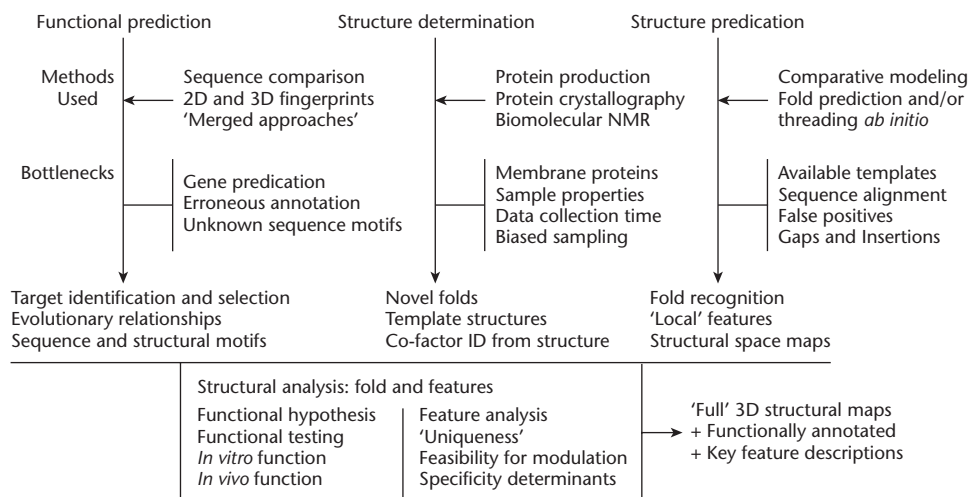 Functional prediction
Structure determination
Structure predication
Methods
Used
Sequence comparison
2D and 3D fingerprints
'Merged approaches'
Protein production
Protein crystallography
Biomolecular NMR
Comparative modeling
Fold prediction and/or
threading ab initio
Bottlenecks
Gene predication
Erroneous annotation
Unknown sequence motifs
Membrane proteins
Sample properties
Data collection time
Biased sampling
Available templates
Sequence alignment
False positives
Gaps and Insertions
Target identification and selection
Evolutionary relationships
Sequence and structural motifs
Novel folds
Template structures
Co-factor ID from structure
Fold recognition
'Local' features
Structural space maps
Structural analysis: fold and features
Functional hypothesis
Functional testing
In vitro function
In vivo function
Feature analysis
'Uniqueness'
Feasibility for modulation
Specificity determinants
'Full' 3D structural maps
+ Functionally annotated
+ Key feature descriptions